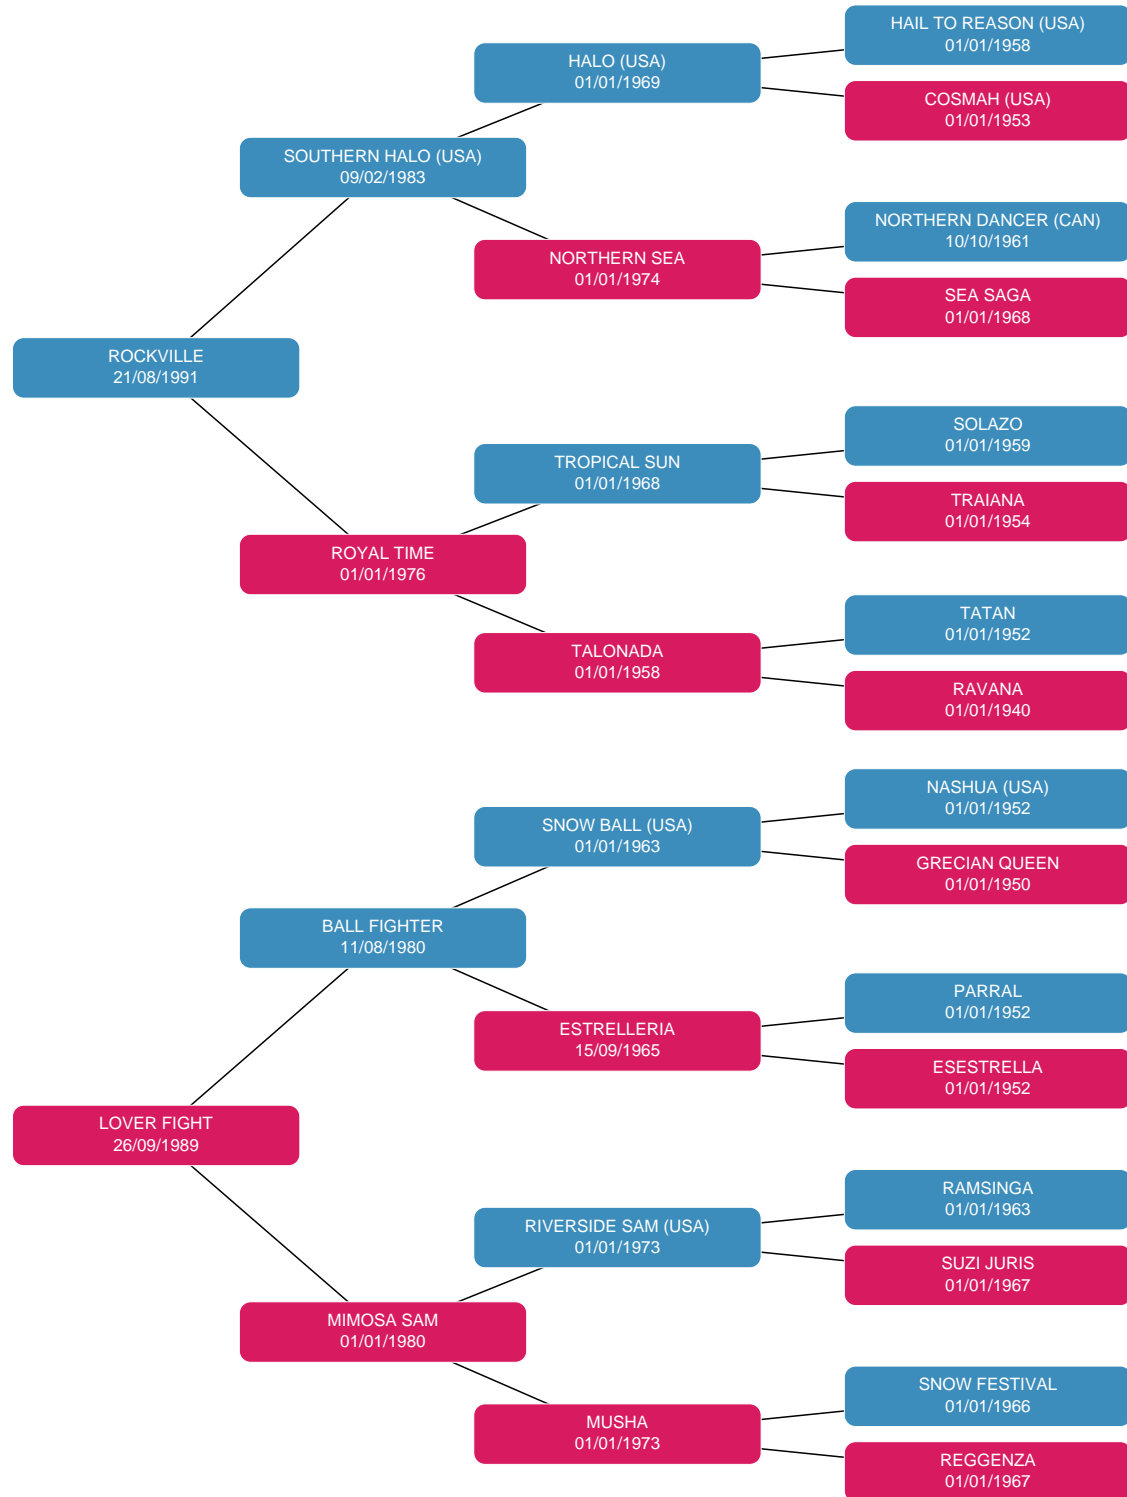 HAIL TO REASON (USA)
01/01/1958
HALO (USA)
01/01/1969
COSMAH (USA)
01/01/1953
SOUTHERN HALO (USA)
09/02/1983
NORTHERN DANCER (CAN)
10/10/1961
NORTHERN SEA
01/01/1974
SEA SAGA
01/01/1968
ROCKVILLE
21/08/1991
SOLAZO
01/01/1959
TROPICAL SUN
01/01/1968
TRAIANA
01/01/1954
ROYAL TIME
01/01/1976
TATAN
01/01/1952
TALONADA
01/01/1958
RAVANA
01/01/1940
NASHUA (USA)
01/01/1952
SNOW BALL (USA)
01/01/1963
GRECIAN QUEEN
01/01/1950
BALL FIGHTER
11/08/1980
PARRAL
01/01/1952
ESTRELLERIA
15/09/1965
ESESTRELLA
01/01/1952
LOVER FIGHT
26/09/1989
RAMSINGA
01/01/1963
RIVERSIDE SAM (USA)
01/01/1973
SUZI JURIS
01/01/1967
MIMOSA SAM
01/01/1980
SNOW FESTIVAL
01/01/1966
MUSHA
01/01/1973
REGGENZA
01/01/1967